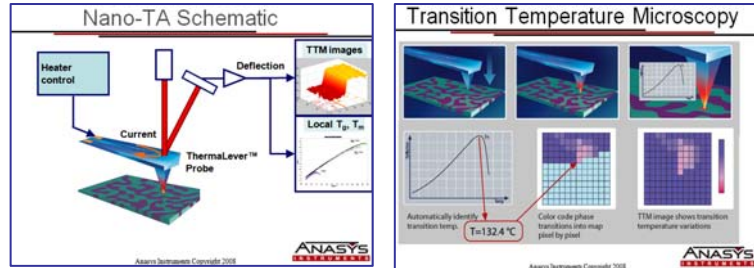 Nano-TA Schematic
TTM images
Heater
control
Deflection
Local Tg, Tm
Current
ThermaLever™
Probe
Anasys Instruments Copyright 2008
ANASYS
INSTRUMENTS
Transition Temperature Microscopy
Automatically identify
transition temp.
T=132.4 °C
Color code phase
transitions into map
pixel by pixel
TTM image shows transition
temperature variations
Anasys Instruments Copyright 2008
ANASYS
INSTRUMENTS